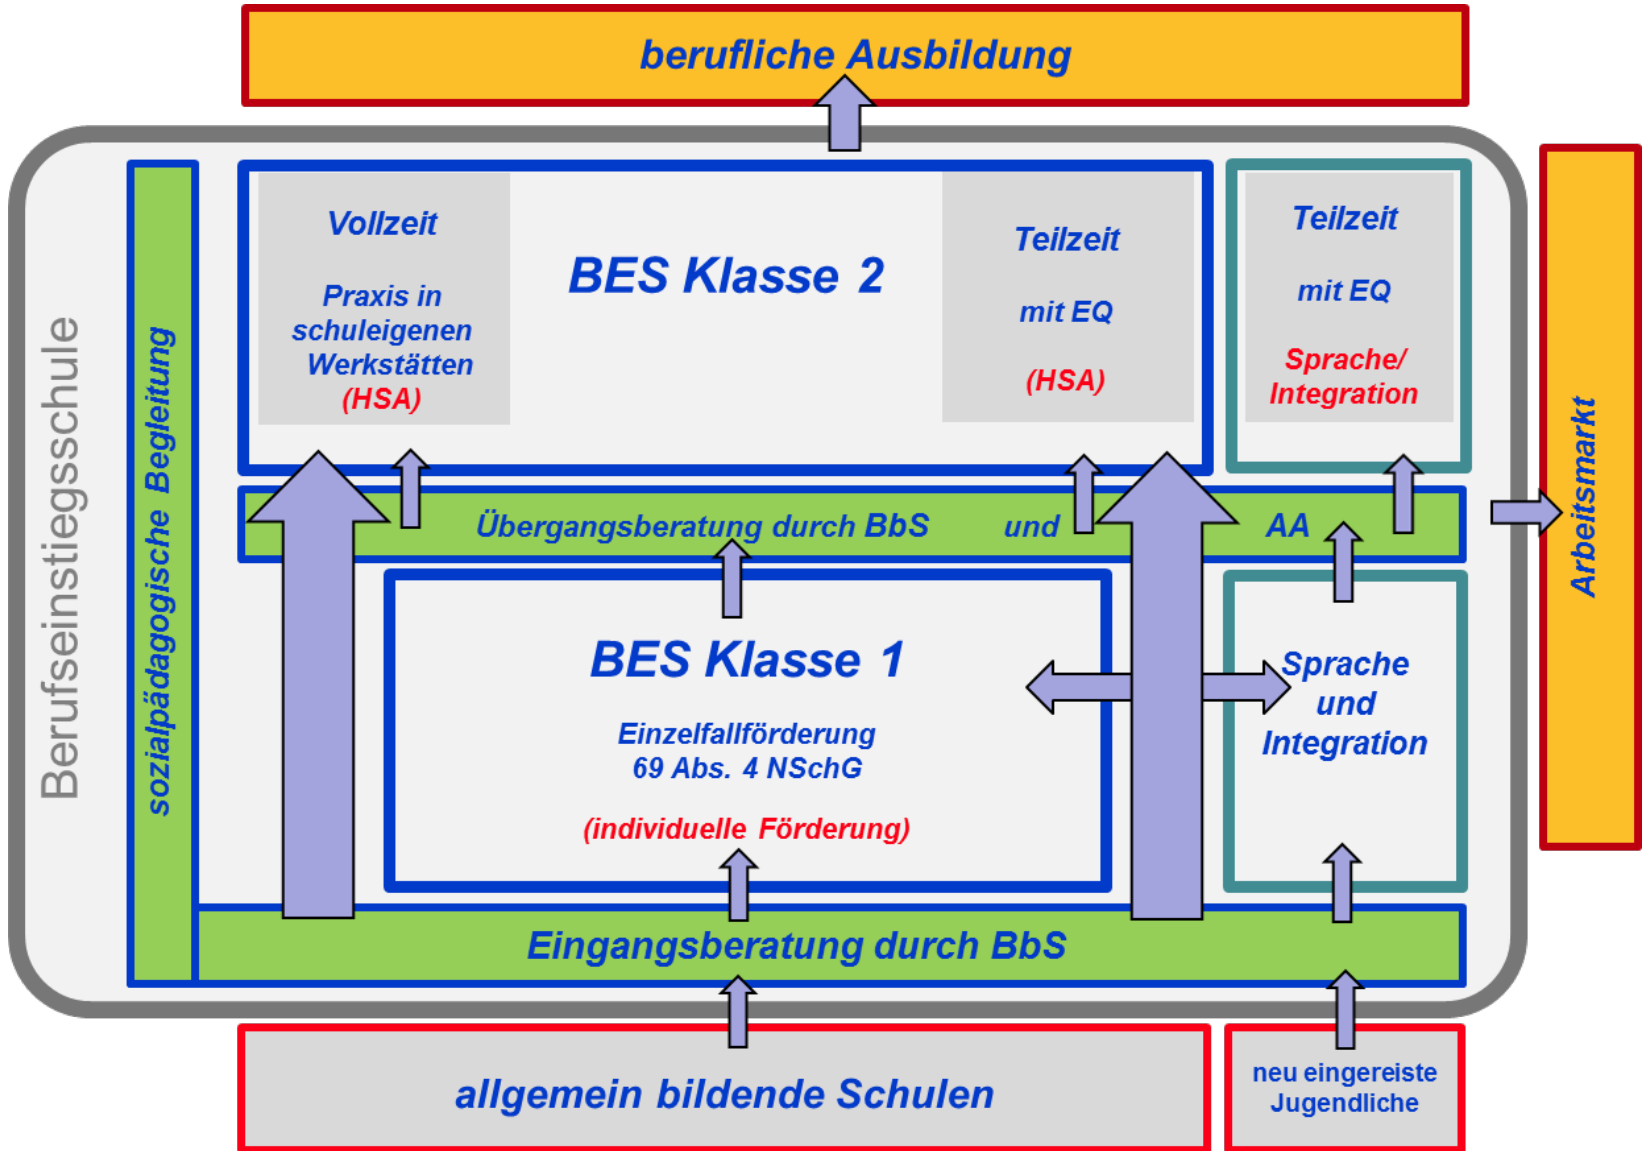 berufliche Ausbildung
Berufseinstiegsschule
sozialpädagogische Begleitung
Vollzeit
Praxis in
schuleigenen
Werkstätten
(HSA)
BES Klasse 2
Teilzeit
mit EQ
(HSA)
Teilzeit
mit EQ
Sprache/
Integration
Arbeitsmarkt
Übergangsberatung durch BbS und AA
BES Klasse 1
Einzelfallförderung
69 Abs. 4 NSchG
(individuelle Förderung)
Sprache
und
Integration
Eingangsberatung durch BbS
allgemein bildende Schulen
neu eingereiste
Jugendliche